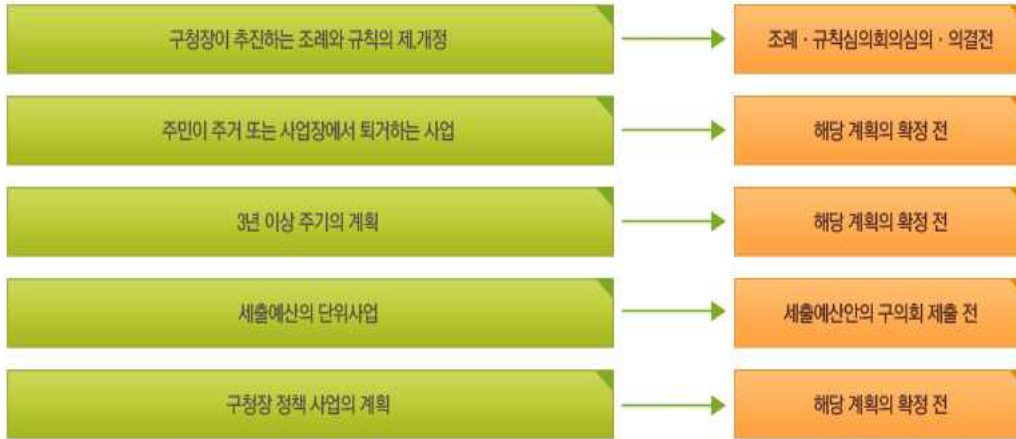 구청장이 추진하는 조례와 규칙의 제.개정
조례 · 규칙심의회의심의 · 의결전
주민이 주거 또는 사업장에서 퇴거하는 사업
해당 계획의 확정 전
3년 이상 주기의 계획
해당 계획의 확정 전
세출예산의 단위사업
세출예산안의 구의회 제출 전
구청장 정책 사업의 계획
해당 계획의 확정 전